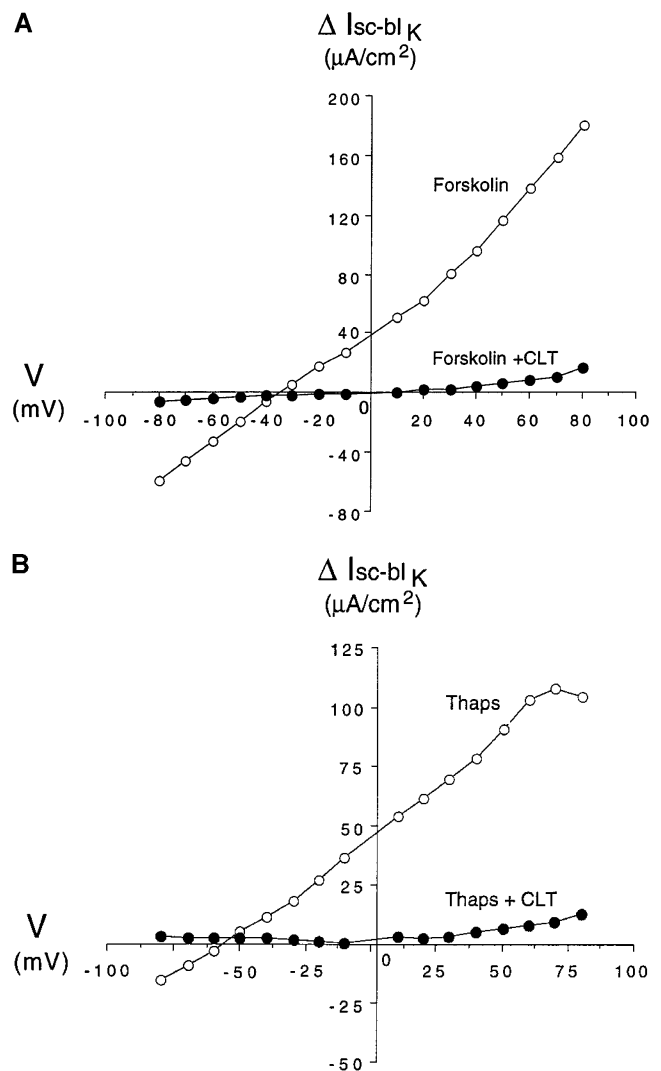 A
Δ Isc-bl K
(μA/cm²)
200
160
Forskolin
120
80
40
Forskolin +CLT
V
(mV)
-100 -80 -60 -40 -20 0 20 40 60 80 100
-40
-80
B
Δ Isc-bl K
(μA/cm²)
125
Thaps
100
75
50
25
Thaps + CLT
V
(mV)
-100 -50 -25 0 25 50 75 100
-25
-50